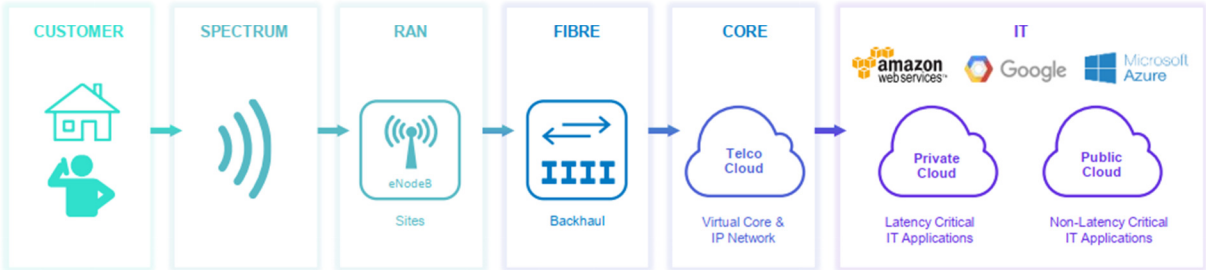 CUSTOMER
SPECTRUM
RAN
eNodeB
Sites
FIBRE
Backhaul
CORE
Telco
Cloud
Virtual Core &
IP Network
IT
amazon
webservices™
Google
Microsoft
Azure
Private
Cloud
Latency Critical
IT Applications
Public
Cloud
Non-Latency Critical
IT Applications